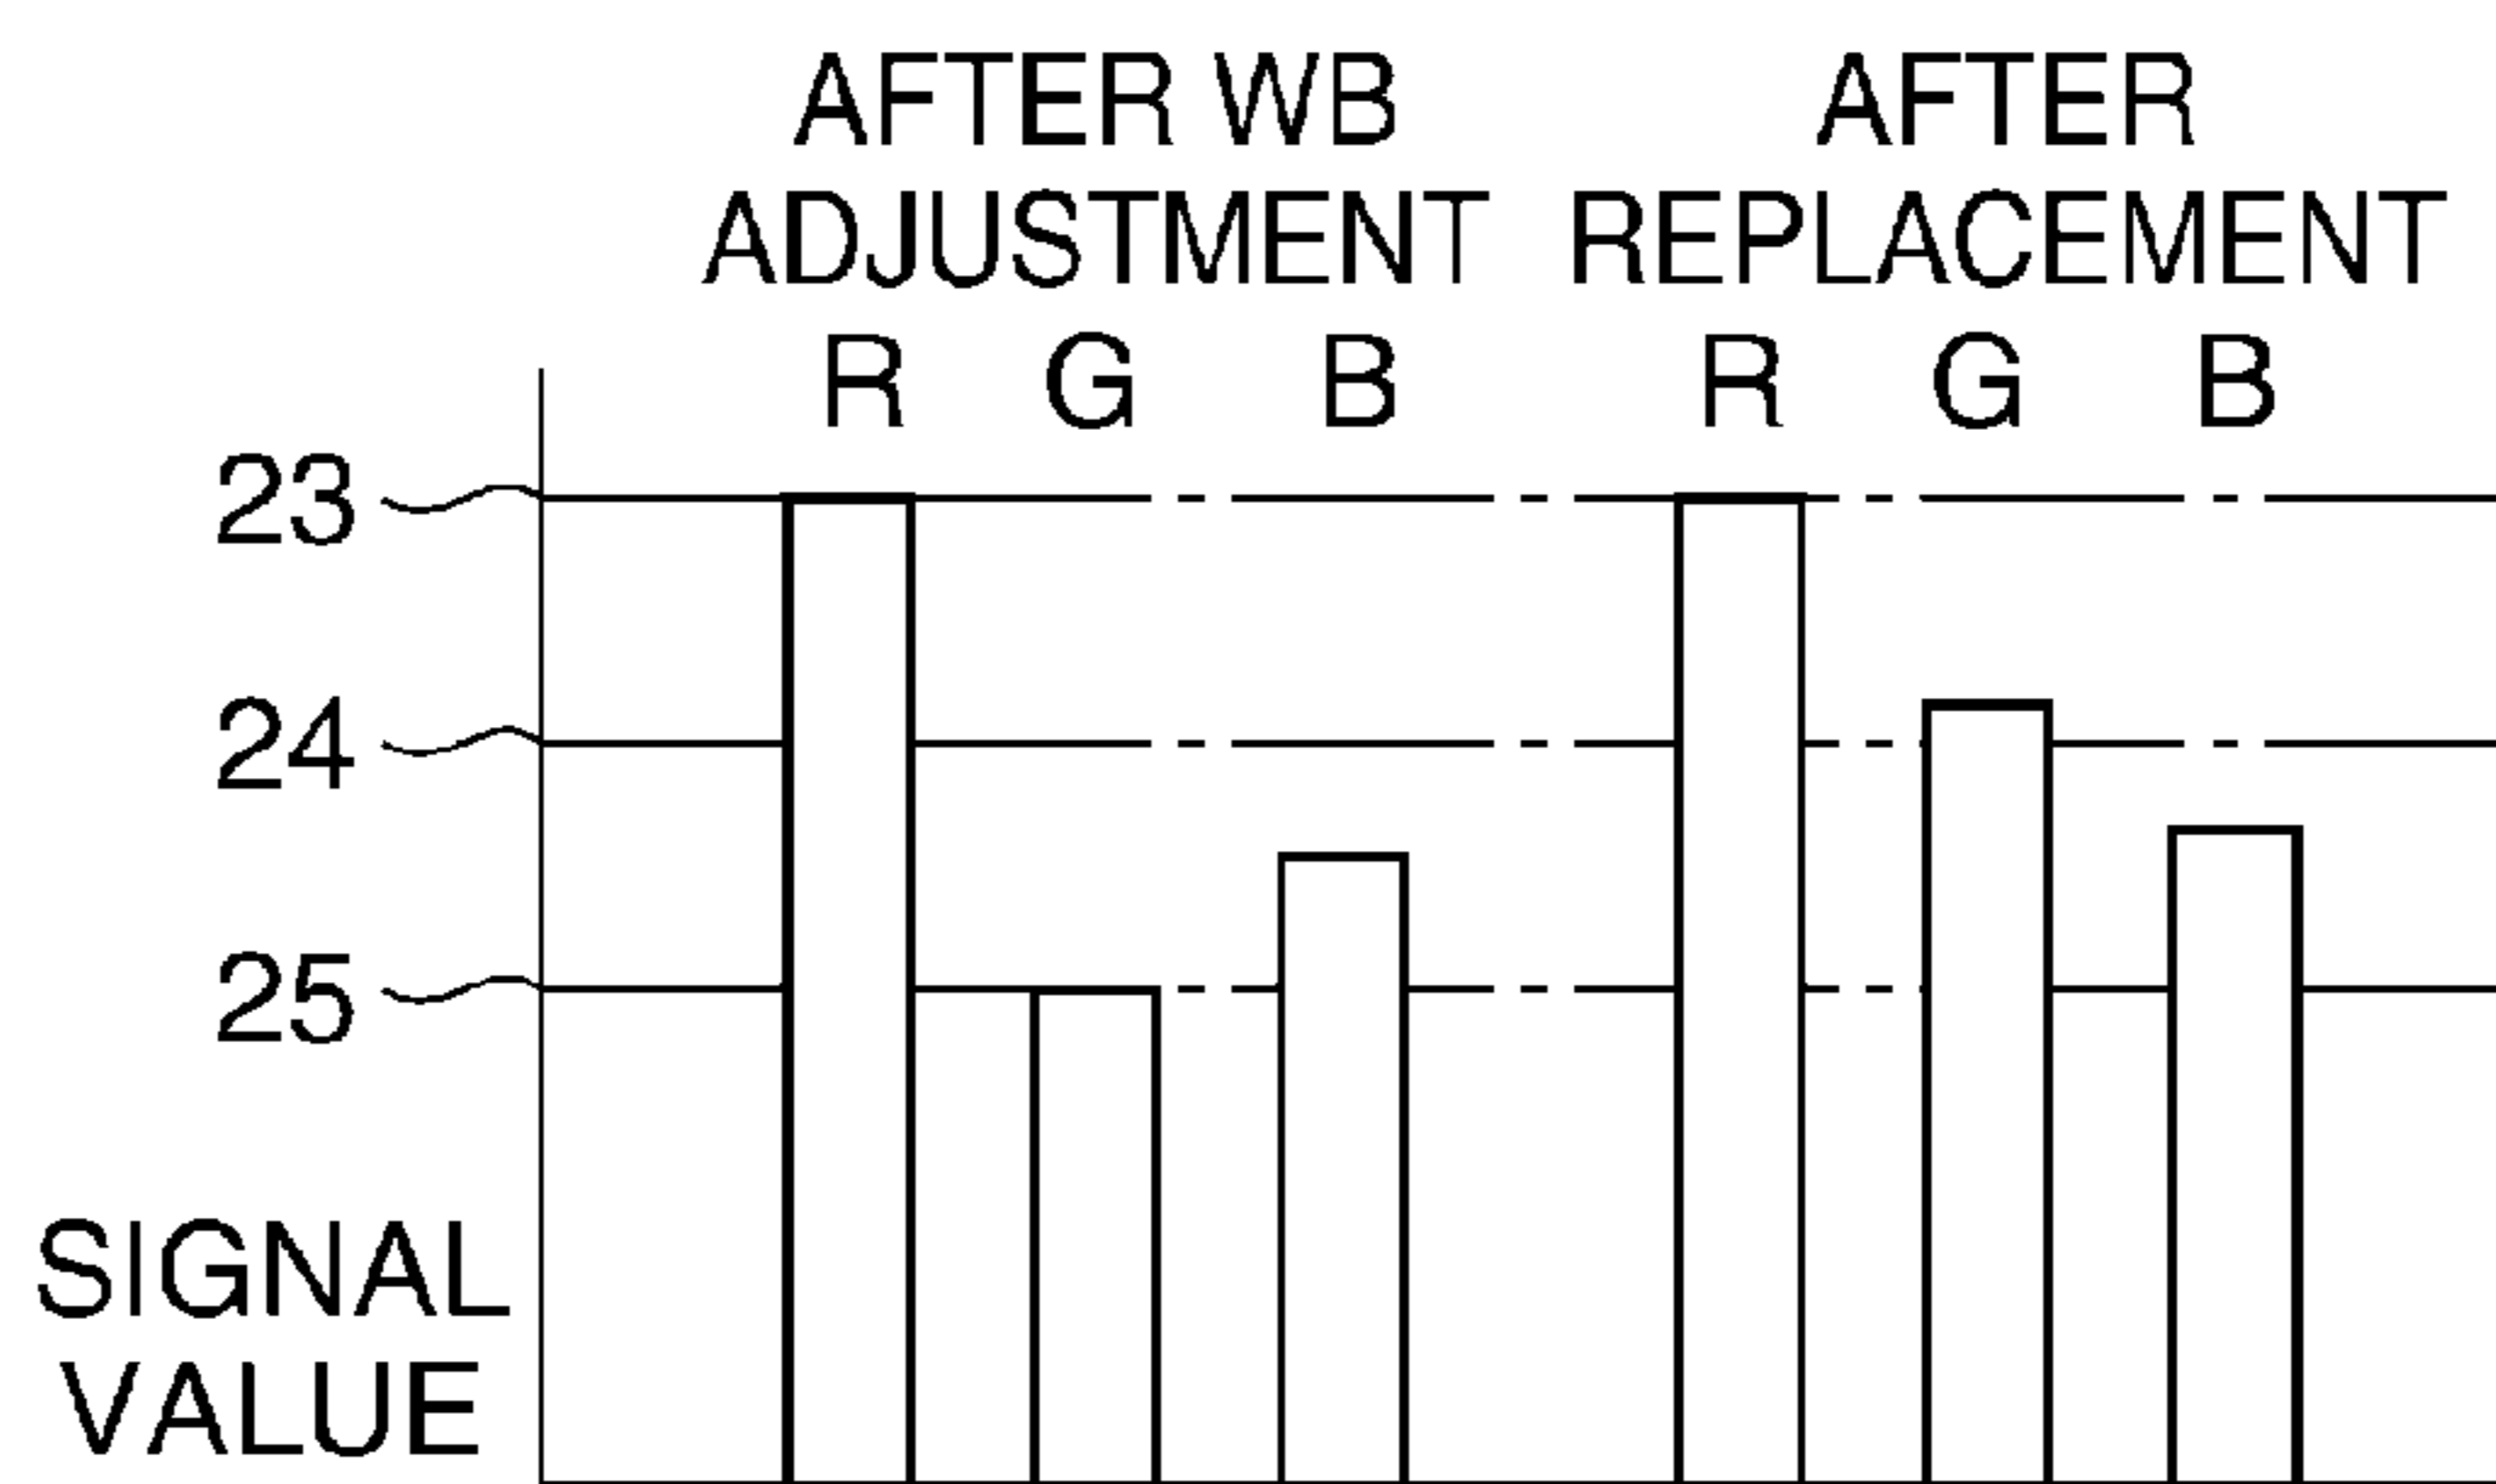 AFTER WB
ADJUSTMENT
R G B
AFTER
REPLACEMENT
R G B
23
24
25
SIGNAL
VALUE